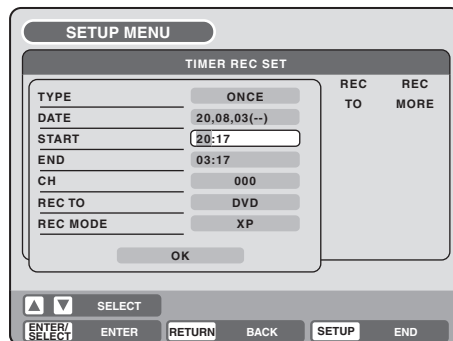 SETUP MENU
TIMER REC SET
REC TO
REC MORE
TYPE ONCE
DATE 20,08,03(--)
START 20:17
END 03:17
CH 000
REC TO DVD
REC MODE XP
OK
SELECT
ENTER/SELECT ENTER RETURN BACK SETUP END